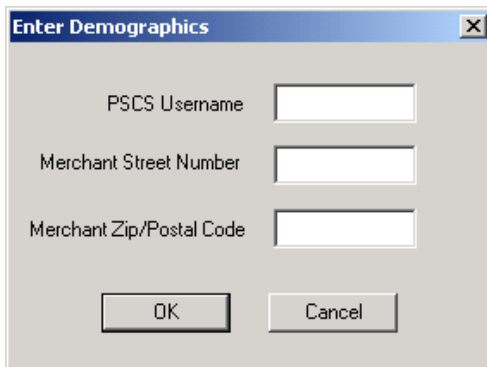 Enter Demographics
PSCS Username
Merchant Street Number
Merchant Zip/Postal Code
OK Cancel